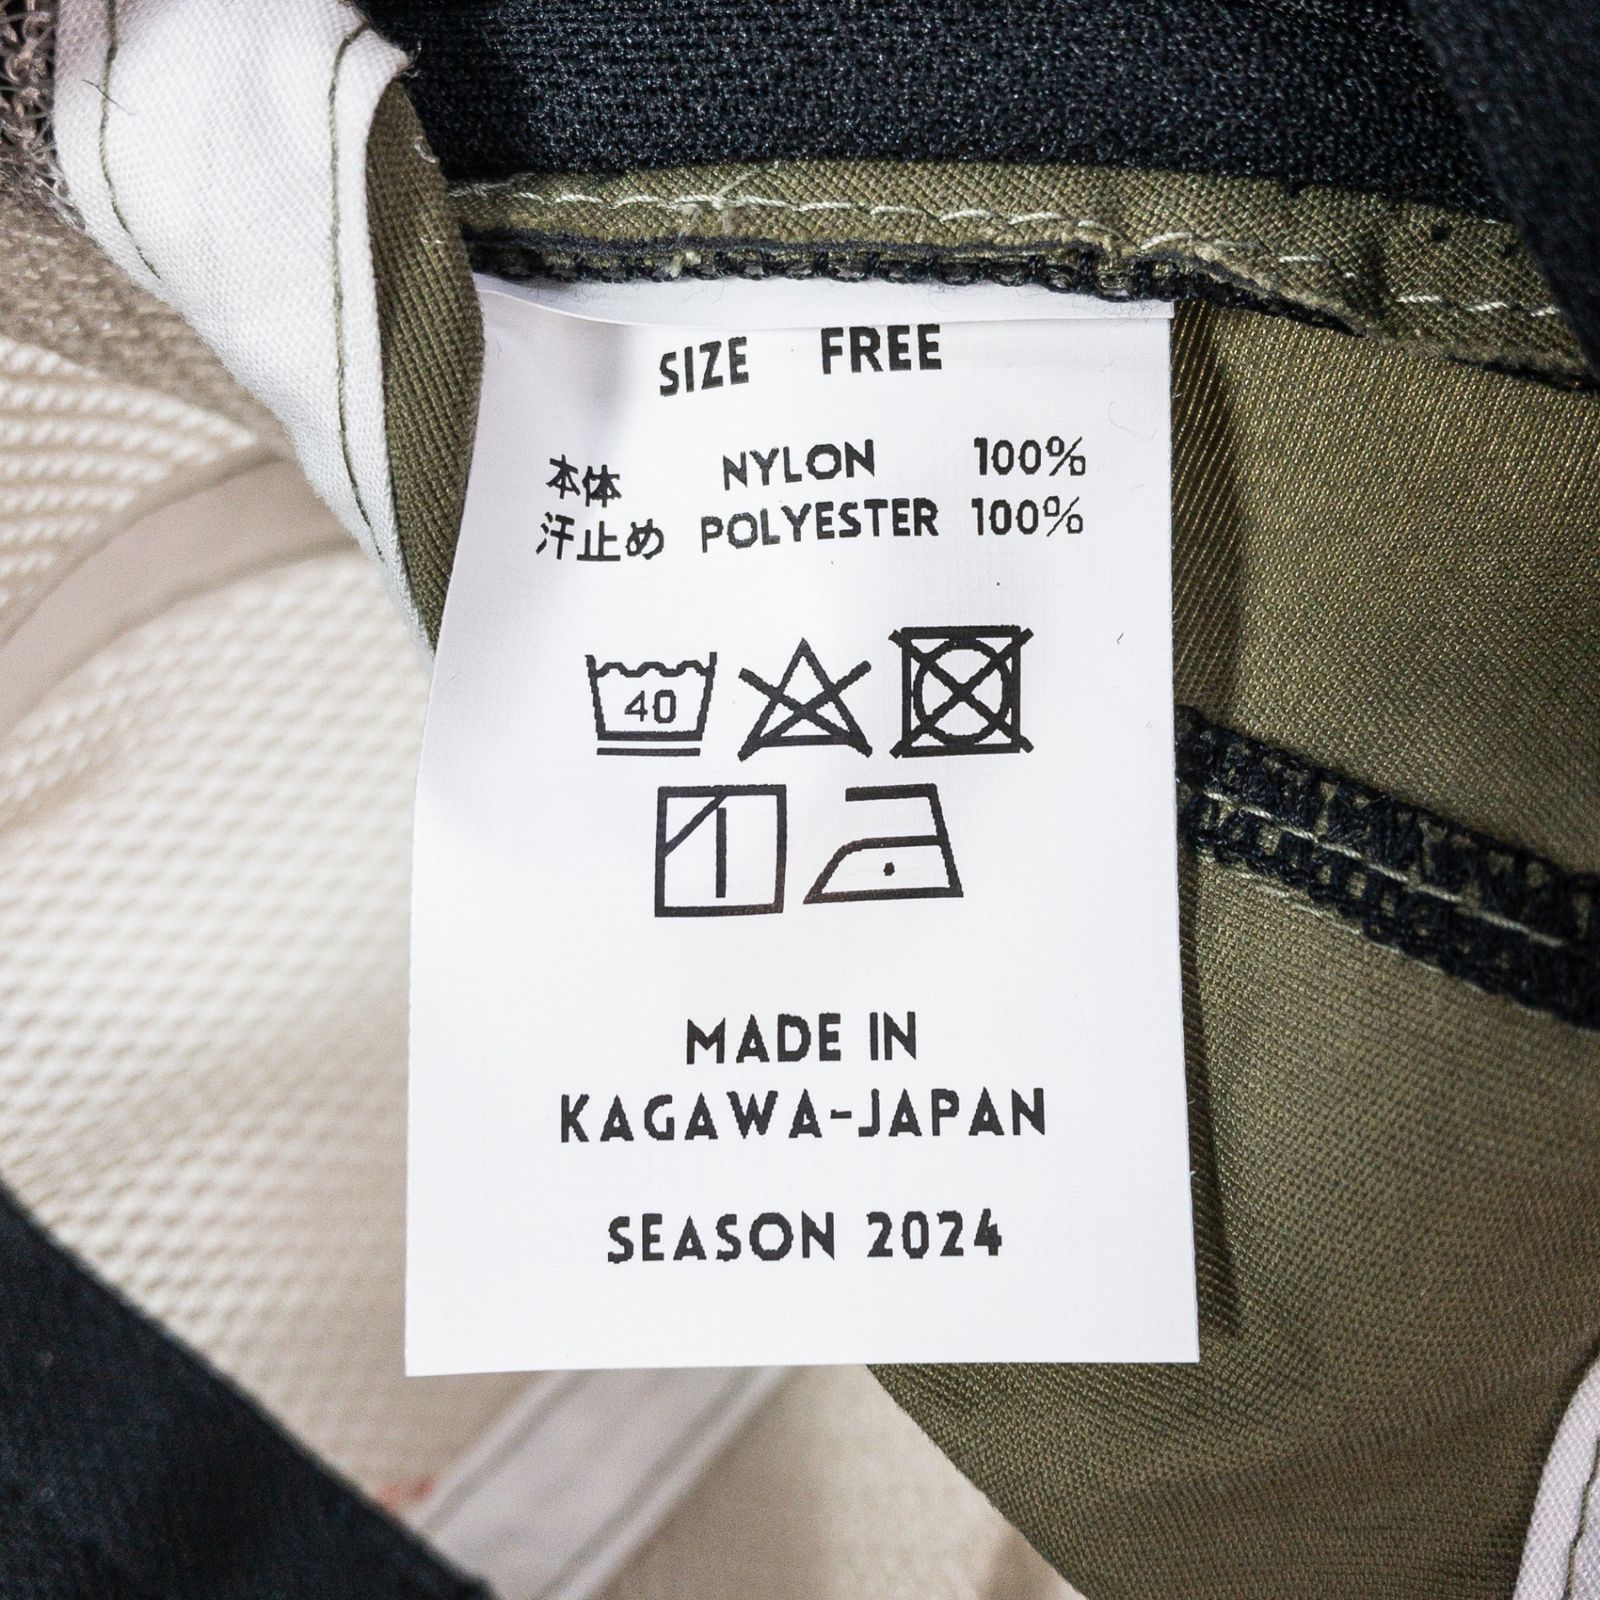 SIZE FREE
本体 NYLON 100%
汗止め POLYESTER 100%
40
MADE IN
KAGAWA-JAPAN
SEASON 2024